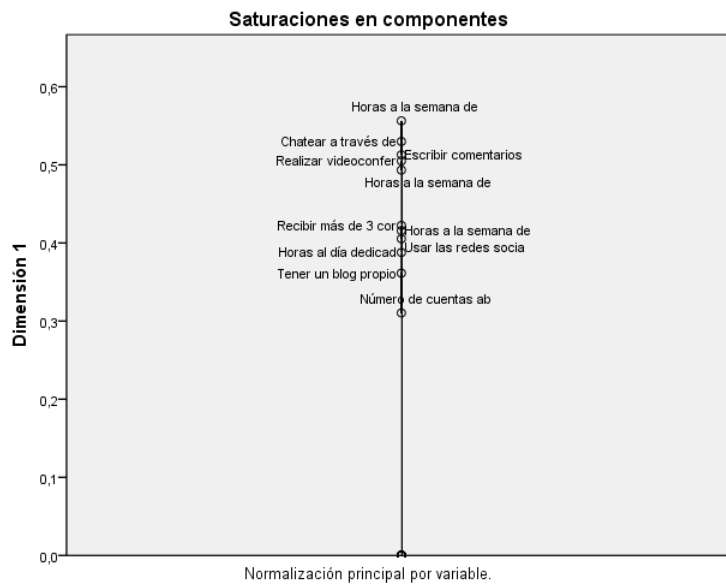 Saturaciones en componentes
0,6
Horas a la semana de
Chatear a través de
Escribir comentarios
Realizar videoconfer
0,5
Horas a la semana de
Recibir más de 3 cor
Horas a la semana de
0,4
Usar las redes socia
Horas al día dedicad
Tener un blog propio
Número de cuentas ab
0,3
0,2
0,1
0,0
Dimensión 1
Normalización principal por variable.